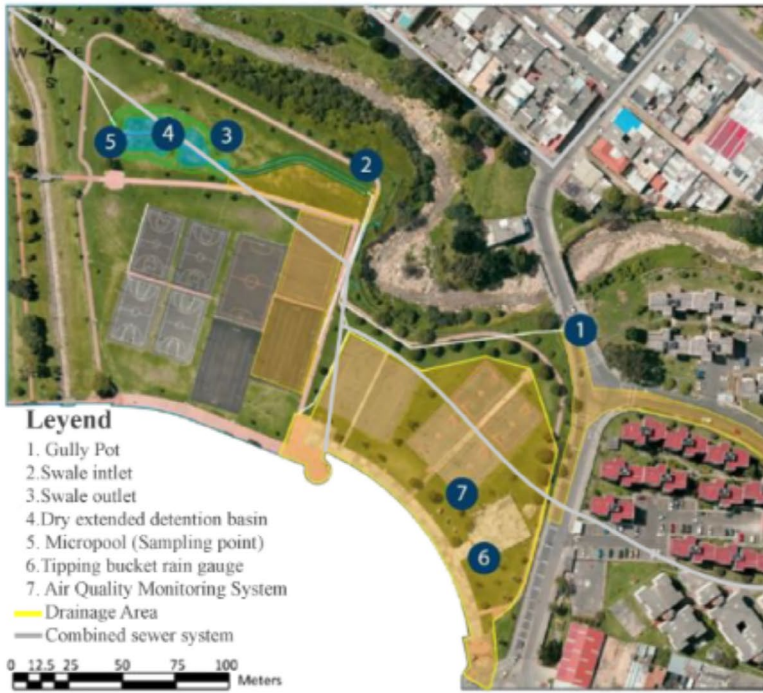 N
W E
S
5
4
3
2
1
7
6
Leyend
1. Gully Pot
2.Swale intlet
3.Swale outlet
4.Dry extended detention basin
5. Micropool (Sampling point)
6.Tipping bucket rain gauge
7. Air Quality Monitoring System
Drainage Area
Combined sewer system
0 12.5 25 50 75 100
Meters